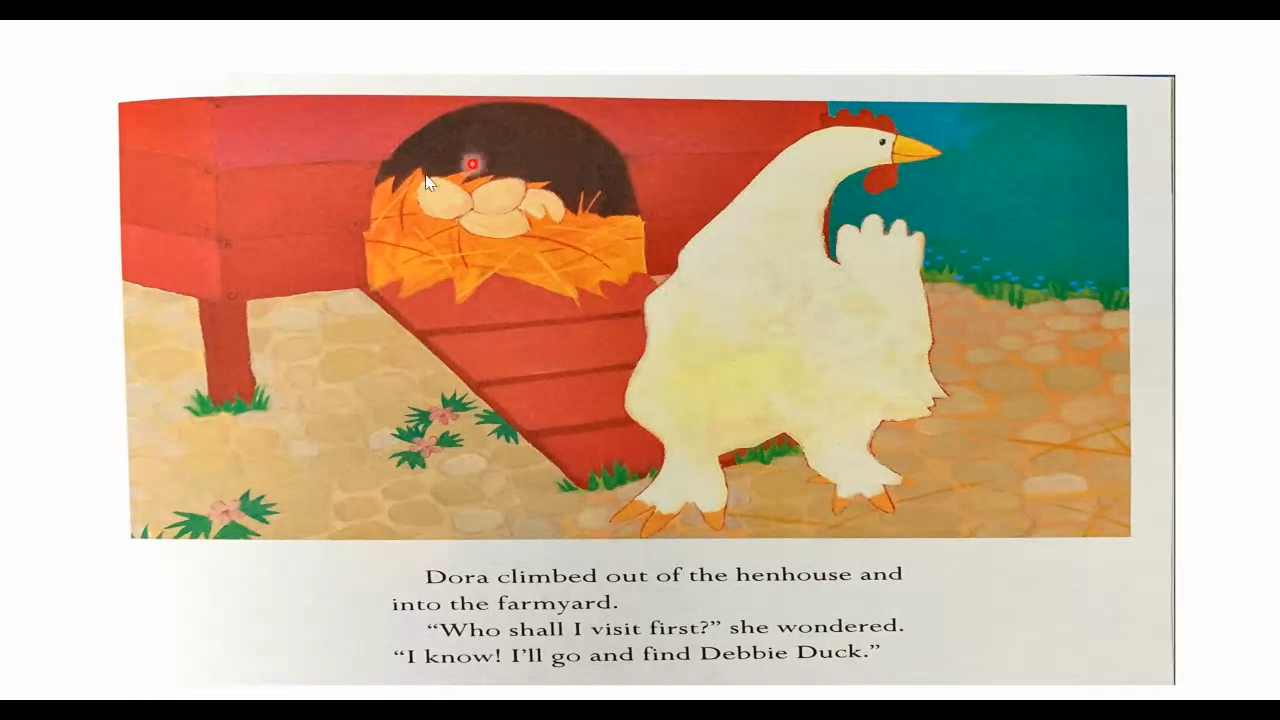 Dora climbed out of the henhouse and
into the farmyard.
“Who shall I visit first?” she wondered.
“I know! I’ll go and find Debbie Duck.”